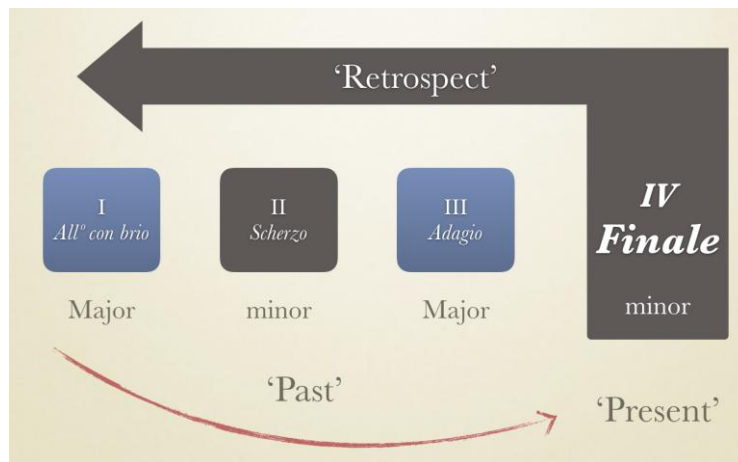 ‘Retrospect’
I
All° con brio
II
Scherzo
III
Adagio
IV
Finale
Major
minor
Major
minor
‘Past’
‘Present’